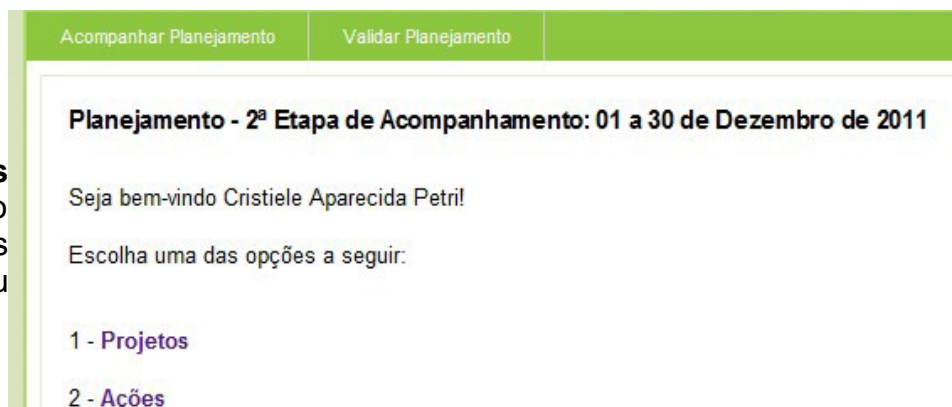 Acompanhar Planejamento Validar Planejamento
Planejamento - 2ª Etapa de Acompanhamento: 01 a 30 de Dezembro de 2011
Seja bem-vindo Cristiele Aparecida Petri!
Escolha uma das opções a seguir:
1 - Projetos
2 - Ações